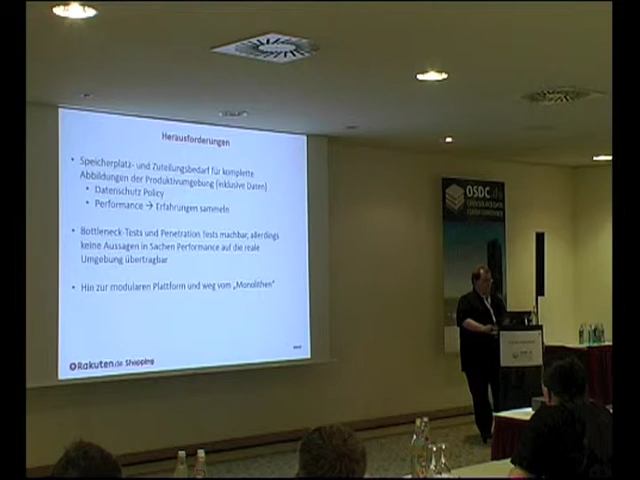 Herausforderungen
• Speicherplatz- und Zuteilungsbedarf für komplette
Abbildungen der Produktivumgebung (inklusive Daten)
• Datenschutz Policy
• Performance → Erfahrungen sammeln
• Bottleneck-Tests und Penetration Tests machbar, allerdings
keine Aussagen in Sachen Performance auf die reale
Umgebung übertragbar
• Hin zur modularen Plattform und weg vom „Monolithen“
Rakuten.de Shopping
OSDC.de